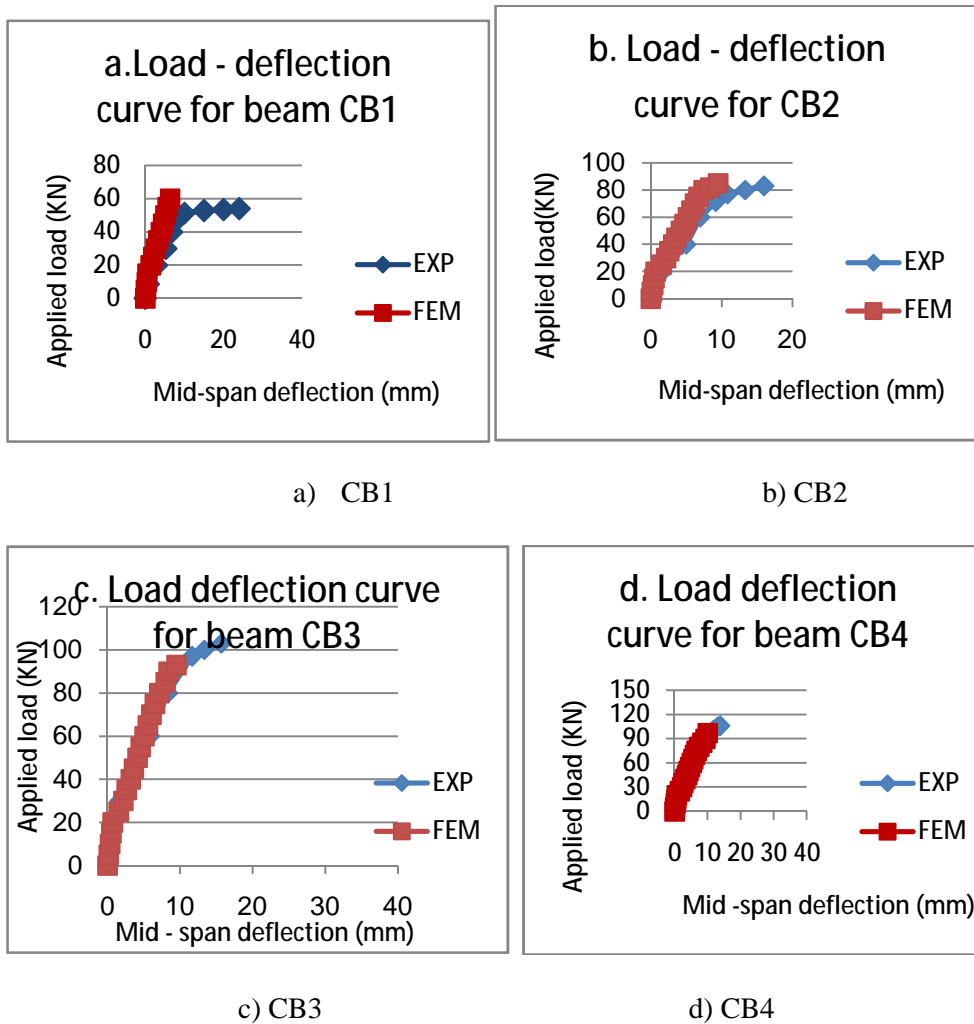 a.Load - deflection
curve for beam CB1
80
60
40
20
0
0 20 40
Applied load (KN)
Mid-span deflection (mm)
EXP
FEM
b. Load - deflection
curve for CB2
100
80
60
40
20
0
0 10 20
Applied load(KN)
Mid-span deflection (mm)
EXP
FEM
a) CB1
b) CB2
c. Load deflection curve
for beam CB3
120
100
80
60
40
20
0
0 10 20 30 40
Applied load (KN)
Mid - span deflection (mm)
EXP
FEM
d. Load deflection
curve for beam CB4
150
120
90
60
30
0
0 10 20 30 40
Applied load (KN)
Mid -span deflection (mm)
EXP
FEM
c) CB3
d) CB4